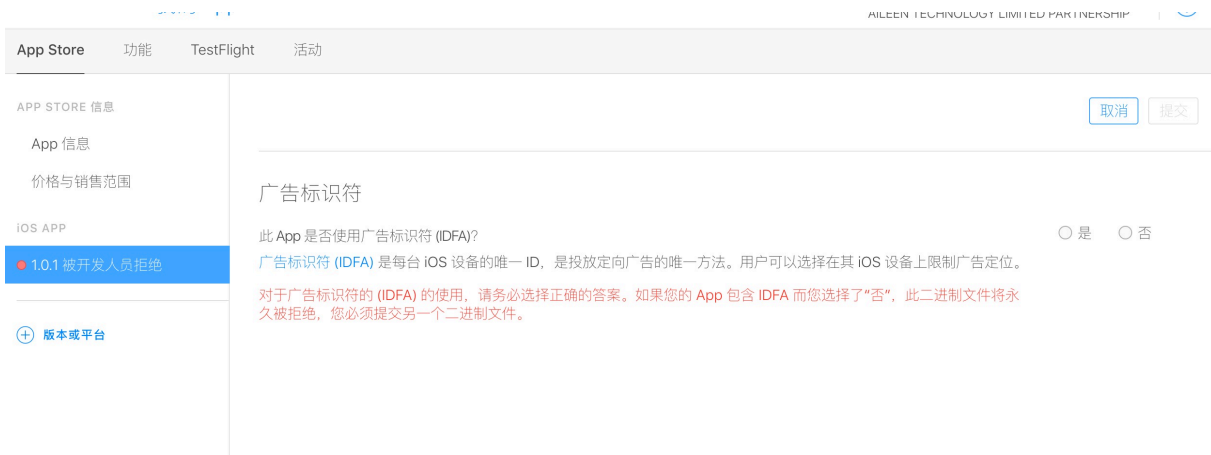 AILEEN TECHNOLOGY LIMITED PARTNERSHIP
App Store 功能 TestFlight 活动
APP STORE 信息
取消 提交
App 信息
价格与销售范围
广告标识符
iOS APP
此 App 是否使用广告标识符 (IDFA)?
是 否
1.0.1 被开发人员拒绝
广告标识符 (IDFA) 是每台 iOS 设备的唯一 ID，是投放定向广告的唯一方法。用户可以选择在其 iOS 设备上限制广告定位。
对于广告标识符的 (IDFA) 的使用，请务必选择正确的答案。如果您的 App 包含 IDFA 而您选择了“否”，此二进制文件将永
久被拒绝，您必须提交另一个二进制文件。
版本或平台